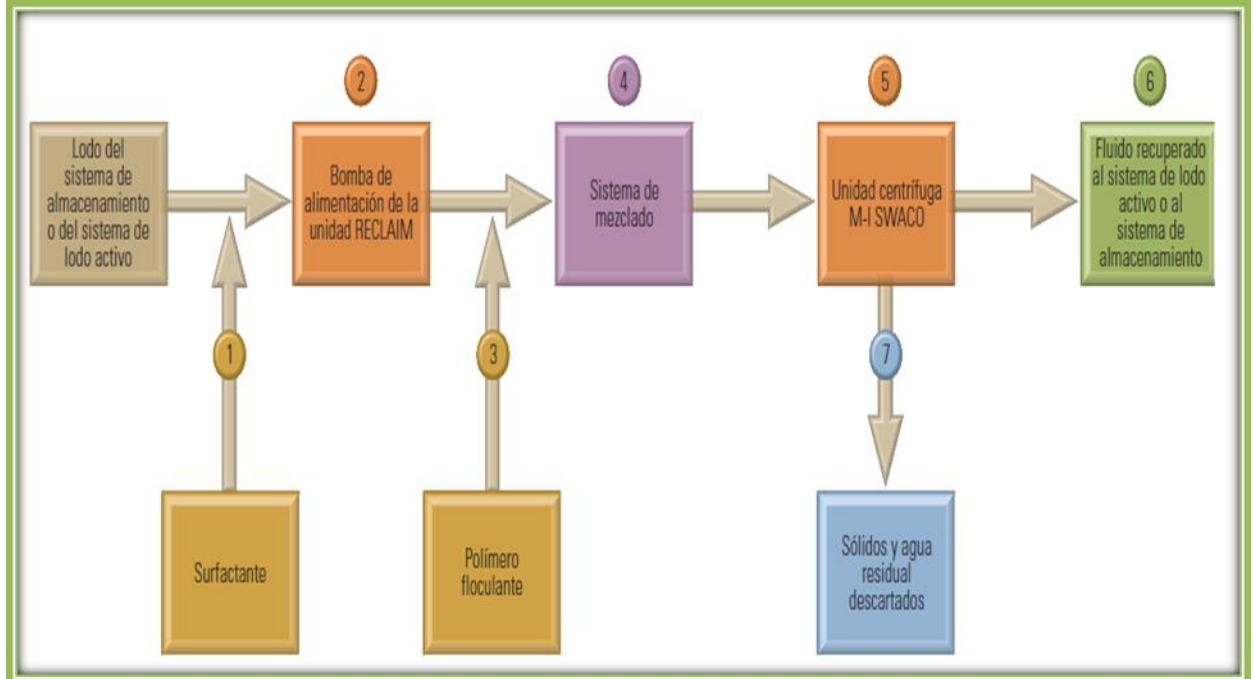 2
4
5
6
Lodo del
sistema de
almacenamiento
o del sistema de
lodo activo
Bomba de
alimentación de la
unidad RECLAIM
Sistema de
mezclado
Unidad centrífuga
M-I SWACO
Fluido recuperado
al sistema de lodo
activo o al
sistema de
almacenamiento
1
3
7
Surfactante
Polímero
floculante
Sólidos y agua
residual
descartados